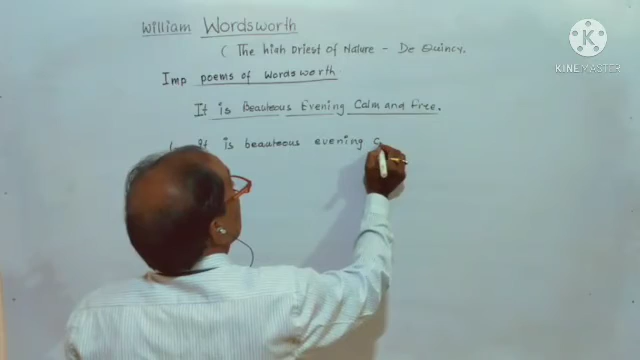 William Wordsworth
( The high Priest of Nature - De Quincy.
Imp poems of Wordsworth
It is Beauteous Evening Calm and Free.
It is beauteous evening c
KINEMASTER